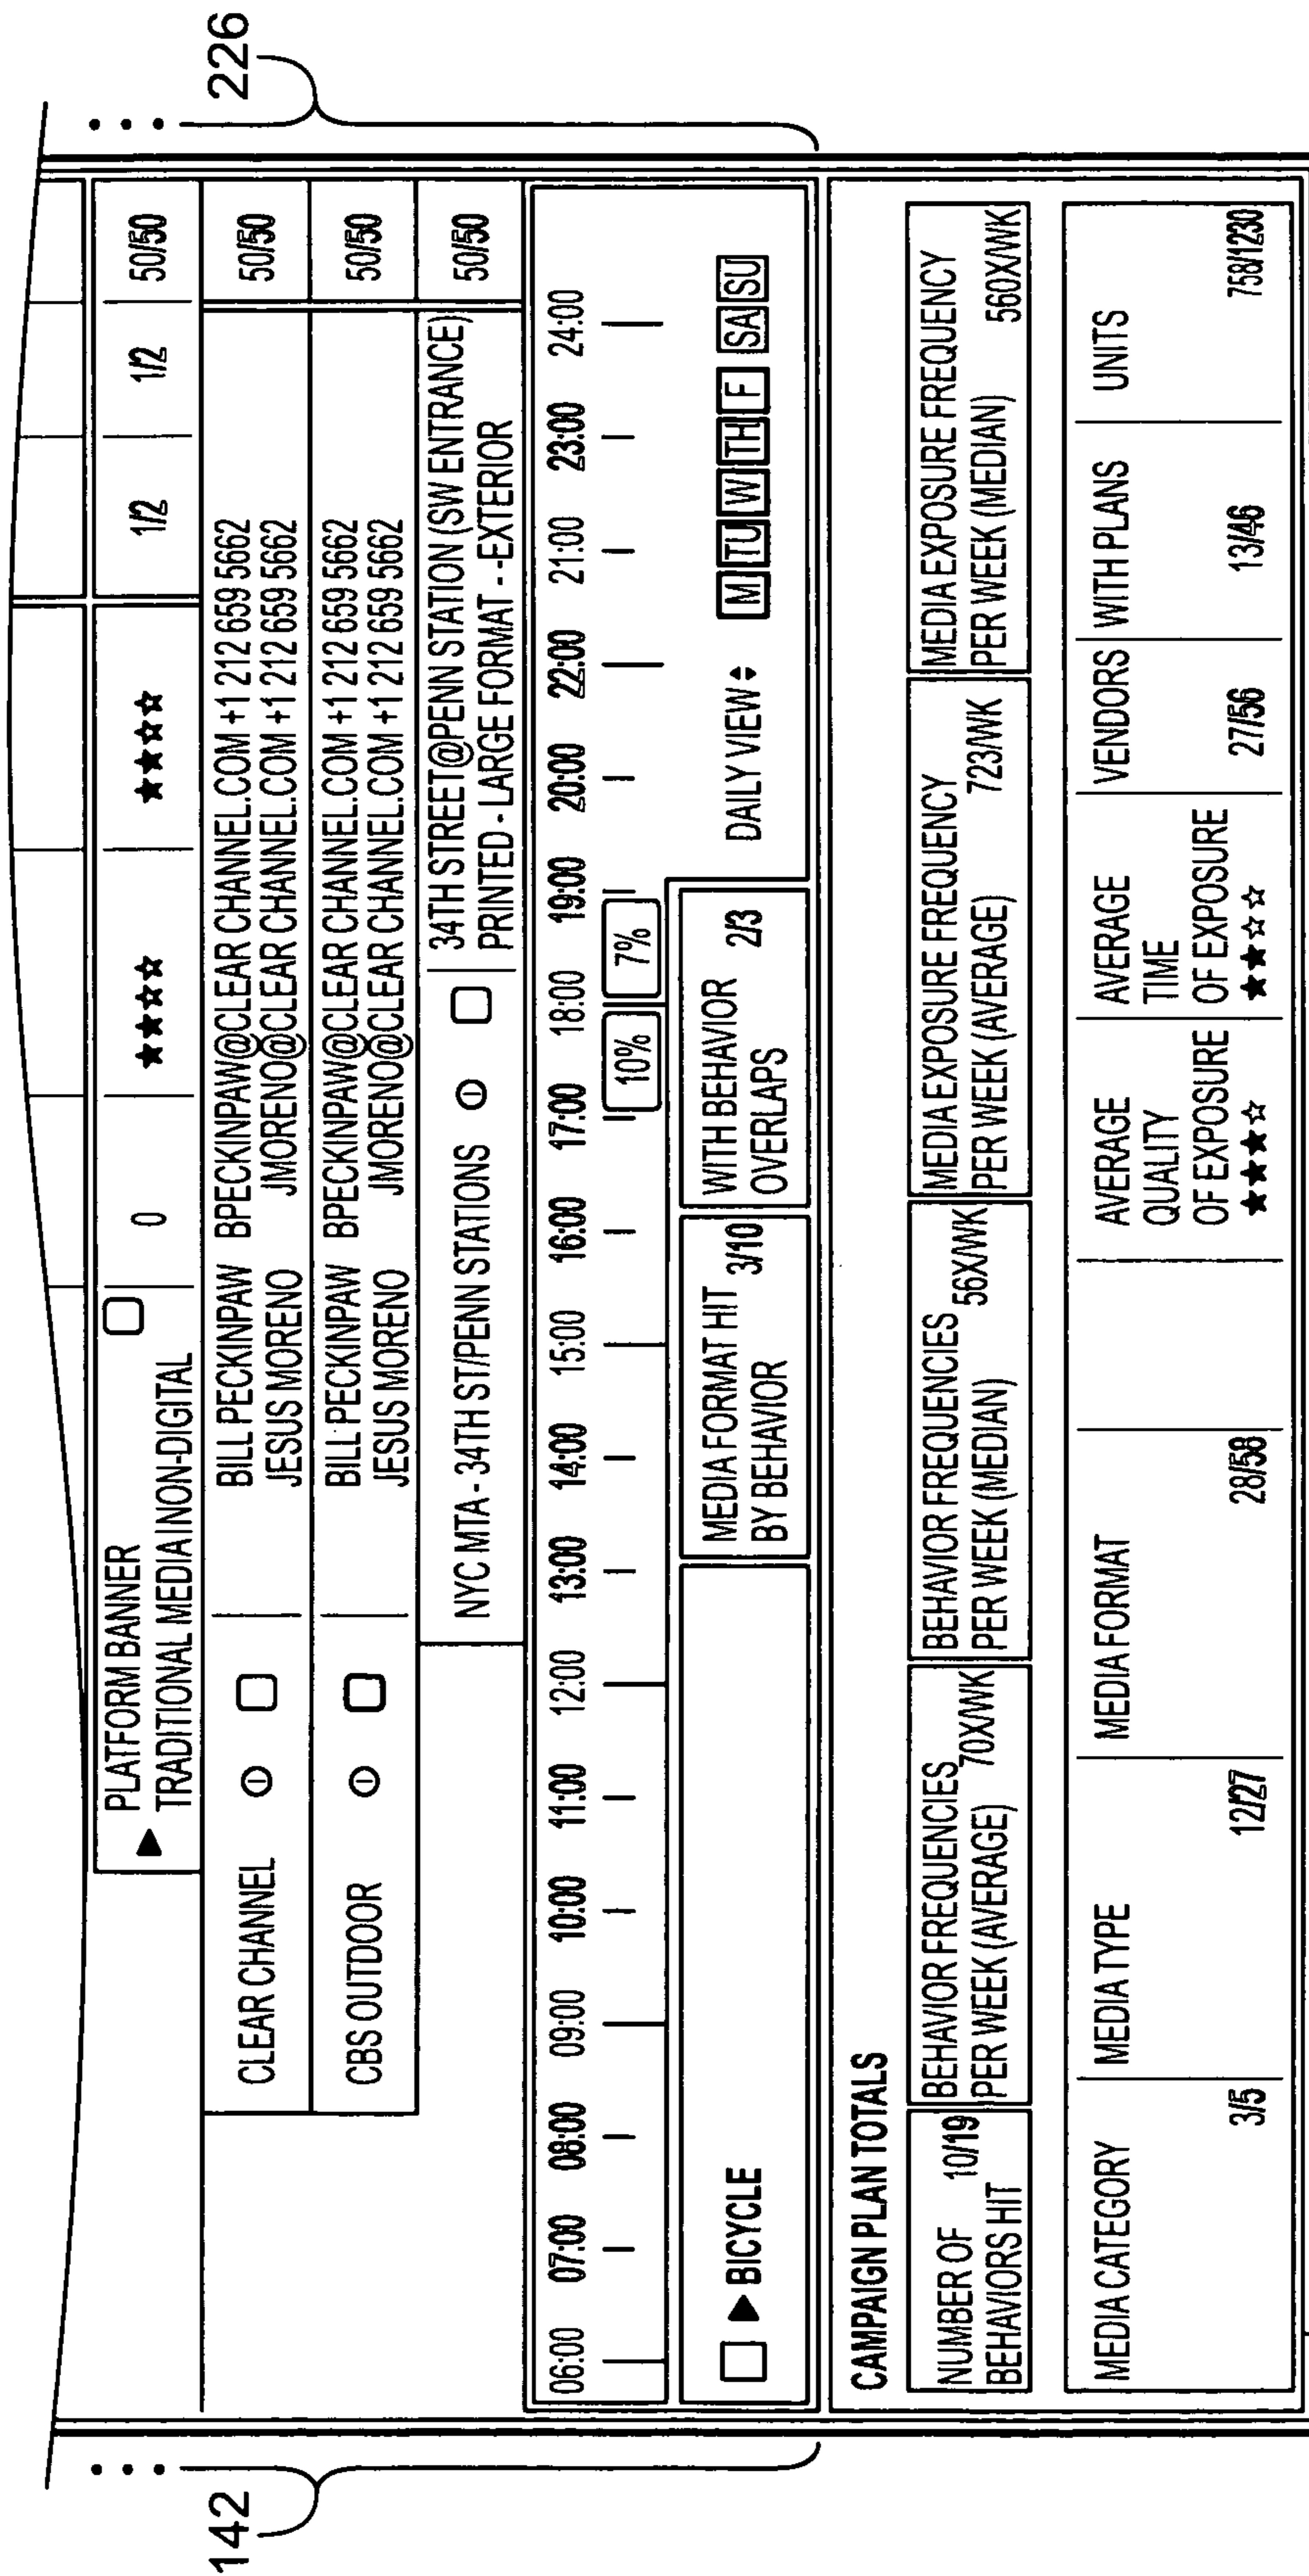 142
226
PLATFORM BANNER
TRADITIONAL MEDIA\NON-DIGITAL
0 ★★☆☆ ★★☆☆ 1/2 1/2 50/50
CLEAR CHANNEL
BILL PECKINPAW BPECKINPAW@CLEAR CHANNEL.COM +1 212 659 5662
JESUS MORENO JMORENO@CLEAR CHANNEL.COM +1 212 659 5662
50/50
CBS OUTDOOR
BILL PECKINPAW BPECKINPAW@CLEAR CHANNEL.COM +1 212 659 5662
JESUS MORENO JMORENO@CLEAR CHANNEL.COM +1 212 659 5662
50/50
NYC MTA - 34TH ST/PENN STATIONS
34TH STREET@PENN STATION (SW ENTRANCE)
PRINTED - LARGE FORMAT - -EXTERIOR
50/50
06:00 07:00 08:00 09:00 10:00 11:00 12:00 13:00 14:00 15:00 16:00 17:00 18:00 19:00 20:00 22:00 21:00 23:00 24:00
10% 7%
BICYCLE
MEDIA FORMAT HIT 3/10
BY BEHAVIOR
WITH BEHAVIOR 2/3
OVERLAPS
DAILY VIEW
M TU W TH F SA SU
CAMPAIGN PLAN TOTALS
NUMBER OF 10/19
BEHAVIORS HIT
BEHAVIOR FREQUENCIES
PER WEEK (AVERAGE) 70X/WK
BEHAVIOR FREQUENCIES
PER WEEK (MEDIAN) 56X/WK
MEDIA EXPOSURE FREQUENCY
PER WEEK (AVERAGE) 723/WK
MEDIA EXPOSURE FREQUENCY
PER WEEK (MEDIAN) 560X/WK
MEDIA CATEGORY
3/5
MEDIA TYPE
12/27
MEDIA FORMAT
28/58
AVERAGE
QUALITY
OF EXPOSURE
★★★☆
AVERAGE
TIME
OF EXPOSURE
★★☆☆
VENDORS
27/56
WITH PLANS
13/46
UNITS
758/1230